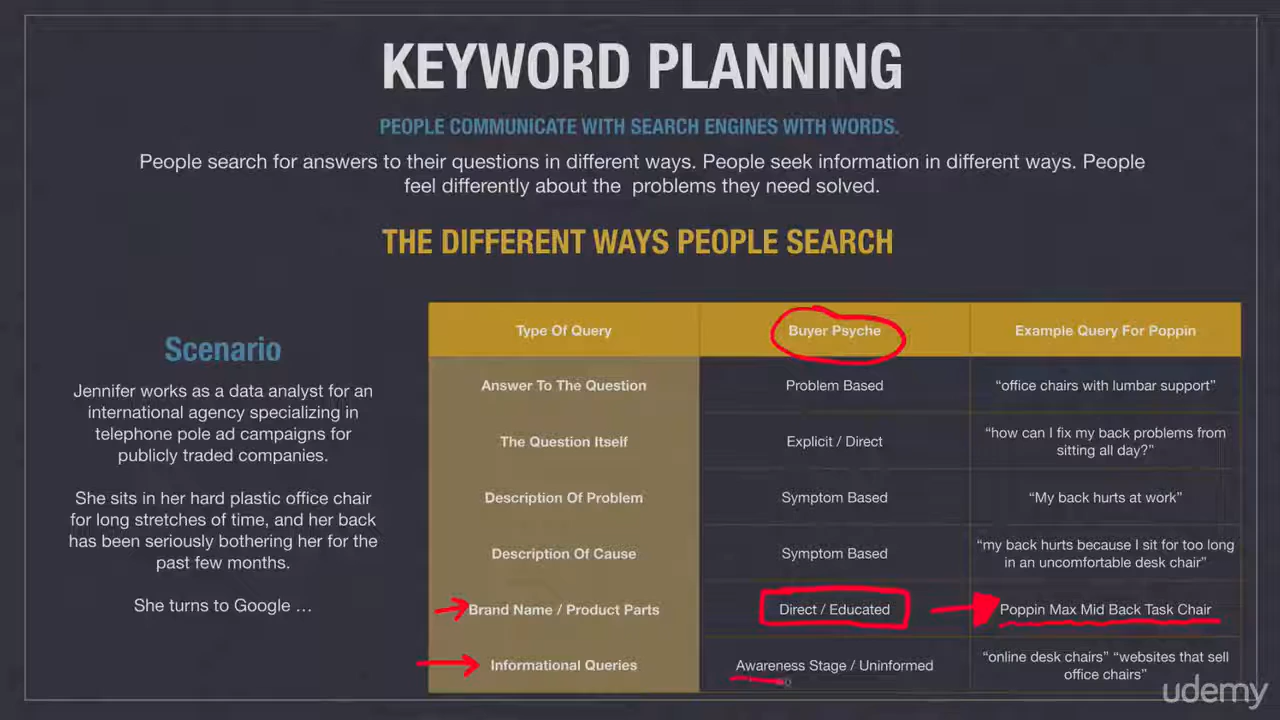 KEYWORD PLANNING
PEOPLE COMMUNICATE WITH SEARCH ENGINES WITH WORDS.
People search for answers to their questions in different ways. People seek information in different ways. People
feel differently about the problems they need solved.
THE DIFFERENT WAYS PEOPLE SEARCH
Scenario
Jennifer works as a data analyst for an
international agency specializing in
telephone pole ad campaigns for
publicly traded companies.
She sits in her hard plastic office chair
for long stretches of time, and her back
has been seriously bothering her for the
past few months.
She turns to Google ...
Type Of Query
Buyer Psyche
Example Query For Poppin
Answer To The Question
Problem Based
“office chairs with lumbar support”
The Question Itself
Explicit / Direct
“how can I fix my back problems from
sitting all day?”
Description Of Problem
Symptom Based
“My back hurts at work”
Description Of Cause
Symptom Based
“my back hurts because I sit for too long
in an uncomfortable desk chair”
Brand Name / Product Parts
Direct / Educated
Poppin Max Mid Back Task Chair
Informational Queries
Awareness Stage / Uninformed
“online desk chairs” “websites that sell
office chairs”
udemy